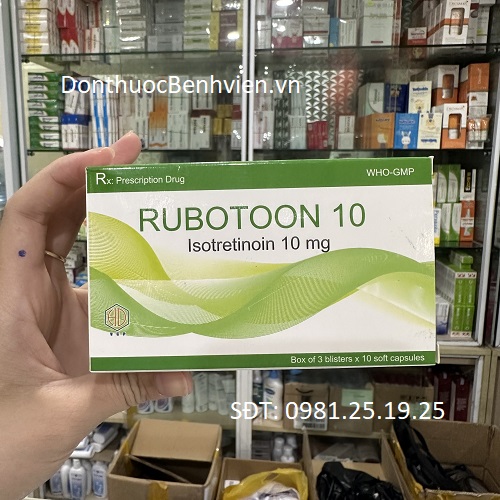 DonthuocBenhvien.vn
Rx: Prescription Drug
WHO-GMP
RUBOTOON 10
Isotretinoin 10 mg
Box of 3 blisters x 10 soft capsules
SĐT: 0981.25.19.25